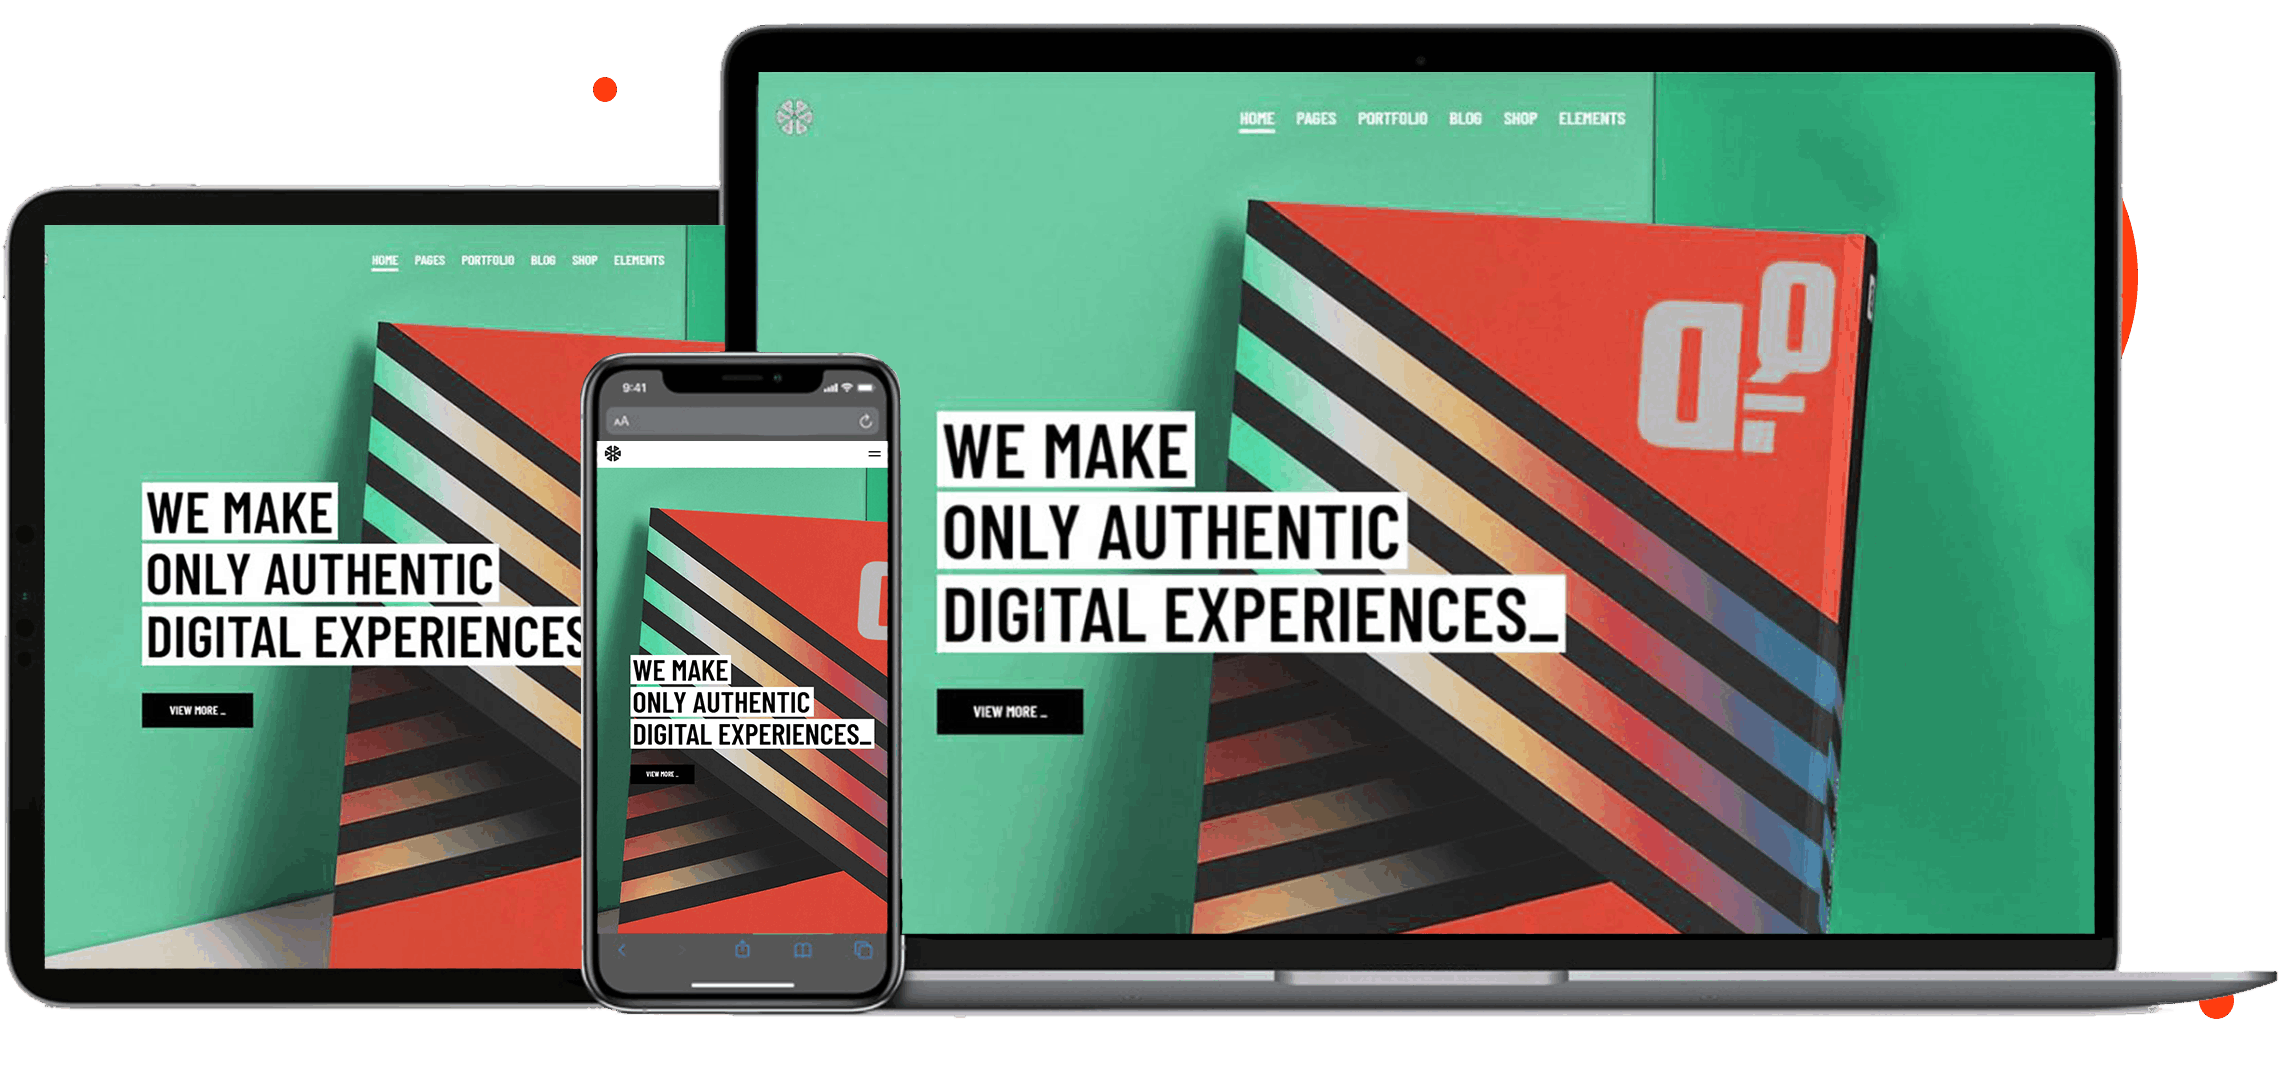 HOME PAGES PORTFOLIO BLOG SHOP ELEMENTS
WE MAKE
ONLY AUTHENTIC
DIGITAL EXPERIENCES_
VIEW MORE _
HOME PAGES PORTFOLIO BLOG SHOP ELEMENTS
WE MAKE
ONLY AUTHENTIC
DIGITAL EXPERIENCES
VIEW MORE _
9:41
AA
WE MAKE
ONLY AUTHENTIC
DIGITAL EXPERIENCES_
VIEW MORE _